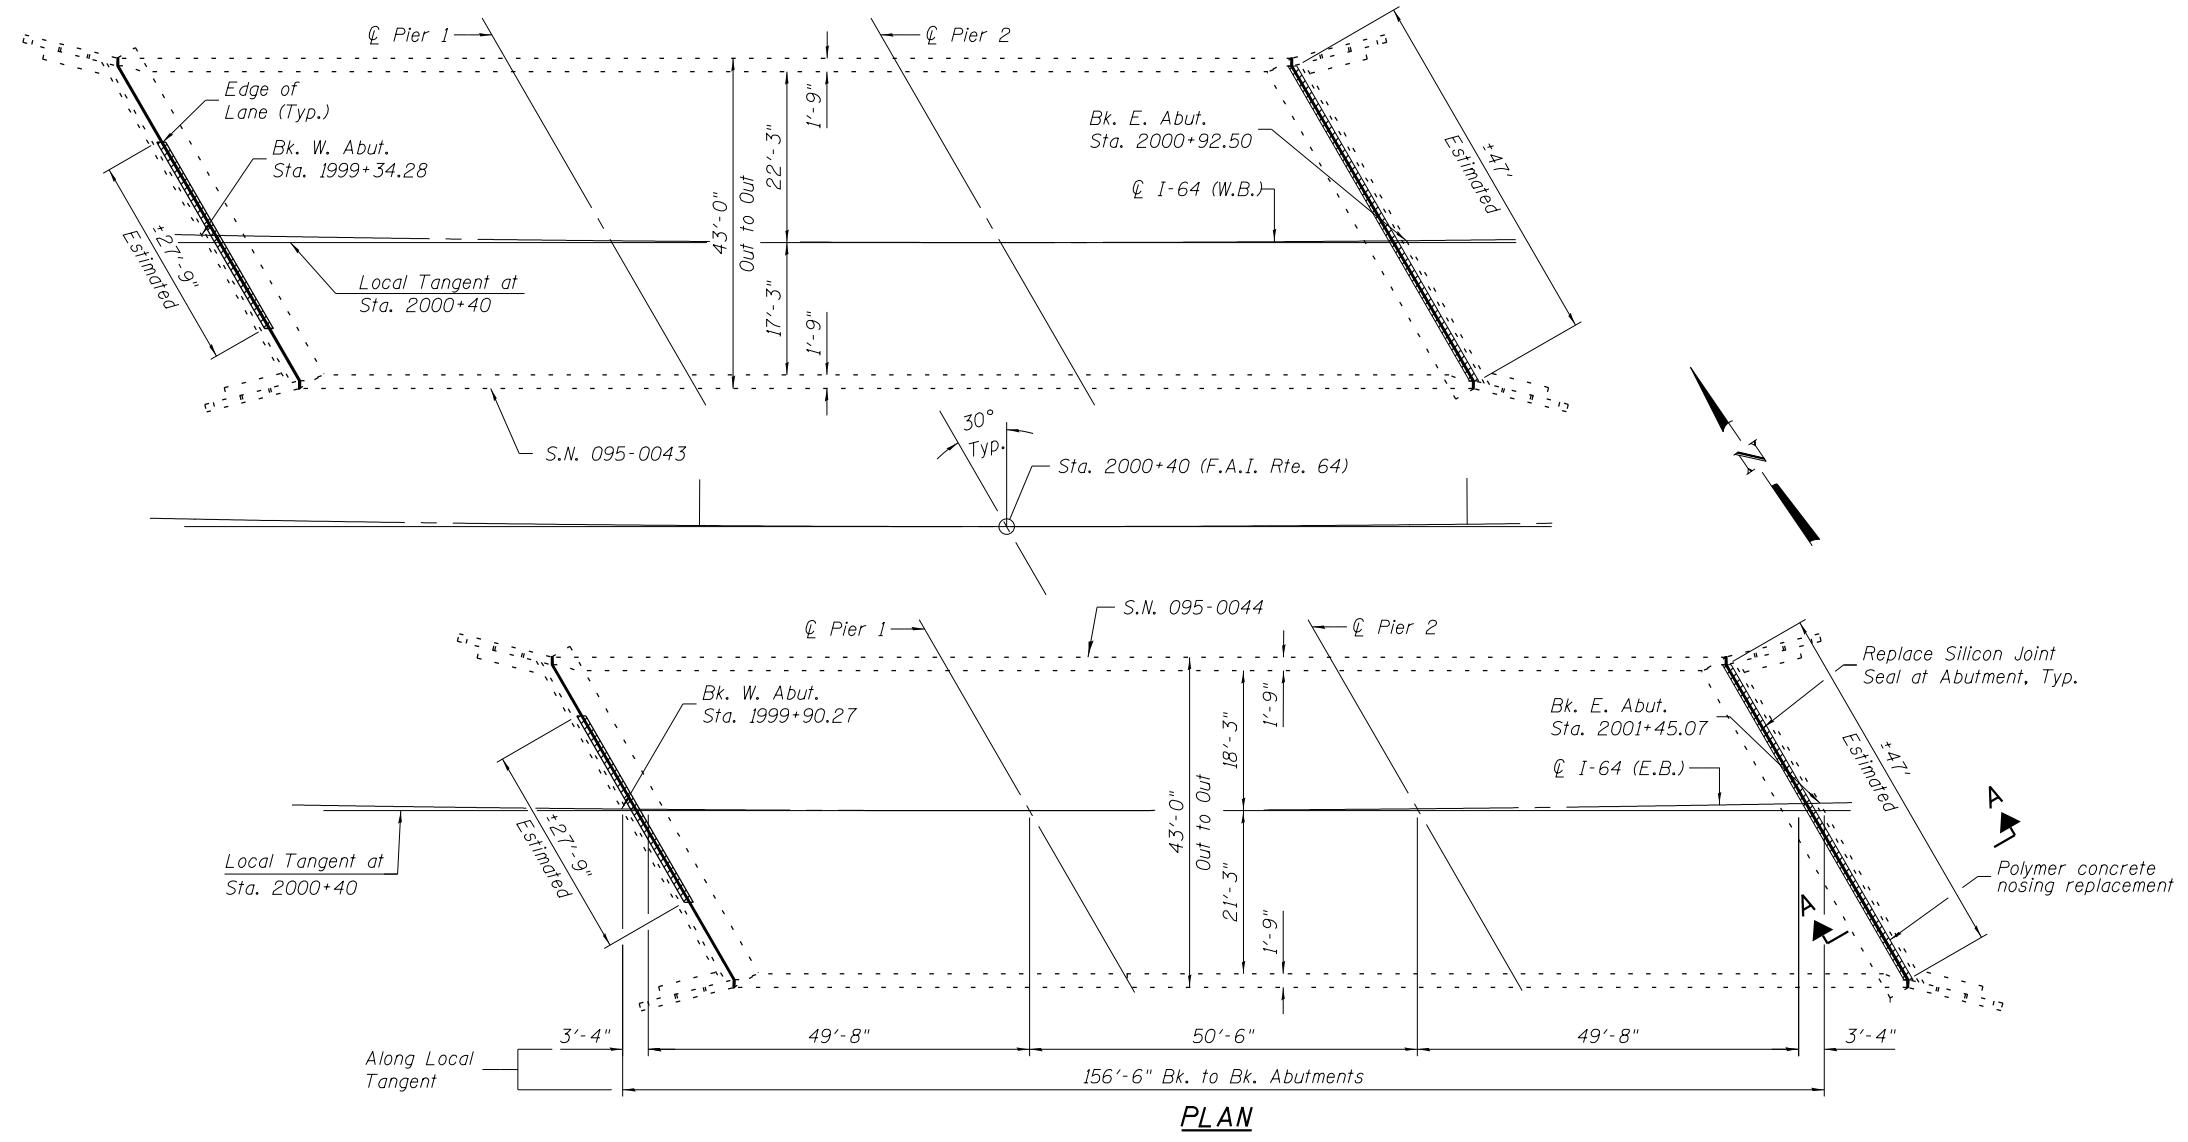 ℄ Pier 1
℄ Pier 2
Edge of
Lane (Typ.)
Bk. W. Abut.
Sta. 1999+34.28
±27'-9"
Estimated
Local Tangent at
Sta. 2000+40
43'-0"
Out to Out
22'-3"
17'-3"
1'-9"
1'-9"
Bk. E. Abut.
Sta. 2000+92.50
℄ I-64 (W.B.)
±47'
Estimated
S.N. 095-0043
30°
Typ.
Sta. 2000+40 (F.A.I. Rte. 64)
N
S.N. 095-0044
℄ Pier 1
℄ Pier 2
Bk. W. Abut.
Sta. 1999+90.27
±27'-9"
Estimated
Local Tangent at
Sta. 2000+40
43'-0"
Out to Out
18'-3"
21'-3"
1'-9"
1'-9"
Bk. E. Abut.
Sta. 2001+45.07
℄ I-64 (E.B.)
Replace Silicon Joint
Seal at Abutment, Typ.
±47'
Estimated
A
A
Polymer concrete
nosing replacement
3'-4"
49'-8"
50'-6"
49'-8"
3'-4"
Along Local
Tangent
156'-6" Bk. to Bk. Abutments
PLAN